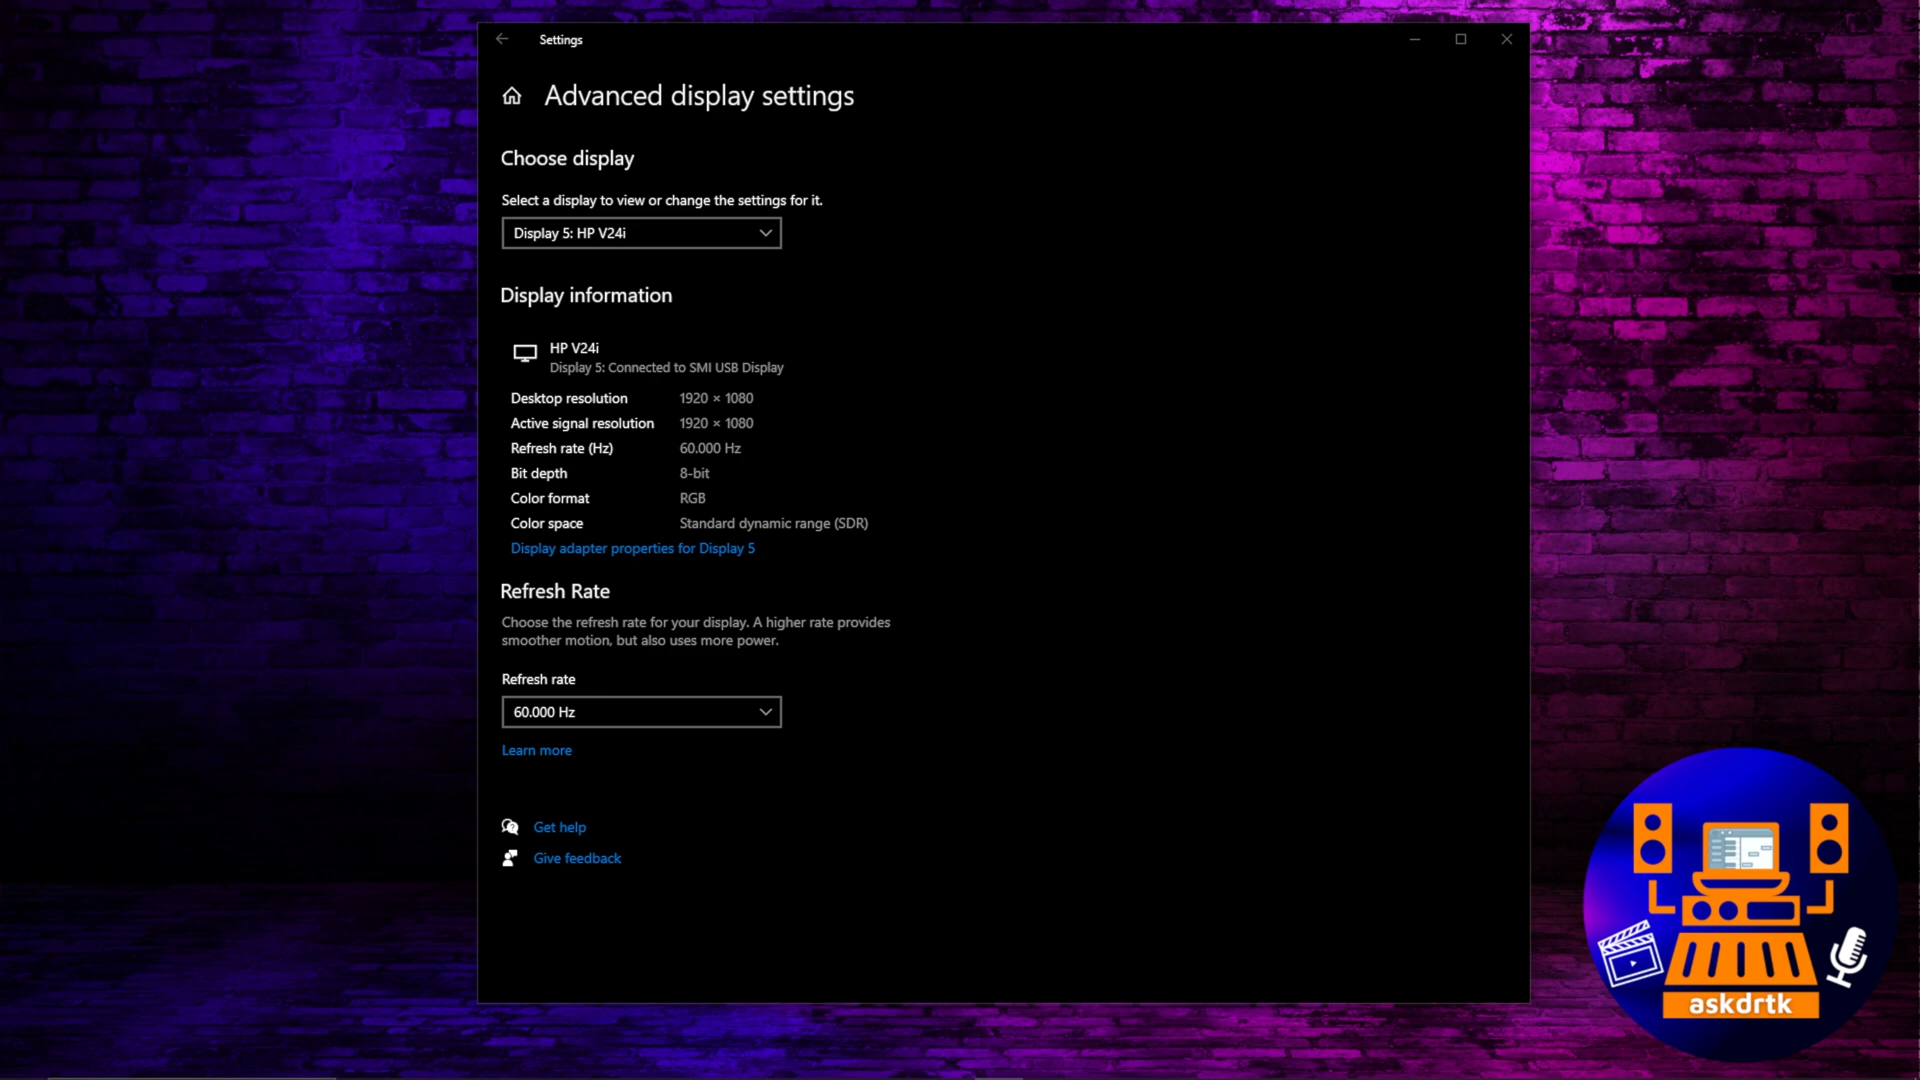 Settings
Advanced display settings
Choose display
Select a display to view or change the settings for it.
Display 5: HP V24i
Display information
HP V24i
Display 5: Connected to SMI USB Display
Desktop resolution 1920 × 1080
Active signal resolution 1920 × 1080
Refresh rate (Hz) 60.000 Hz
Bit depth 8-bit
Color format RGB
Color space Standard dynamic range (SDR)
Display adapter properties for Display 5
Refresh Rate
Choose the refresh rate for your display. A higher rate provides
smoother motion, but also uses more power.
Refresh rate
60.000 Hz
Learn more
Get help
Give feedback
askdrtk